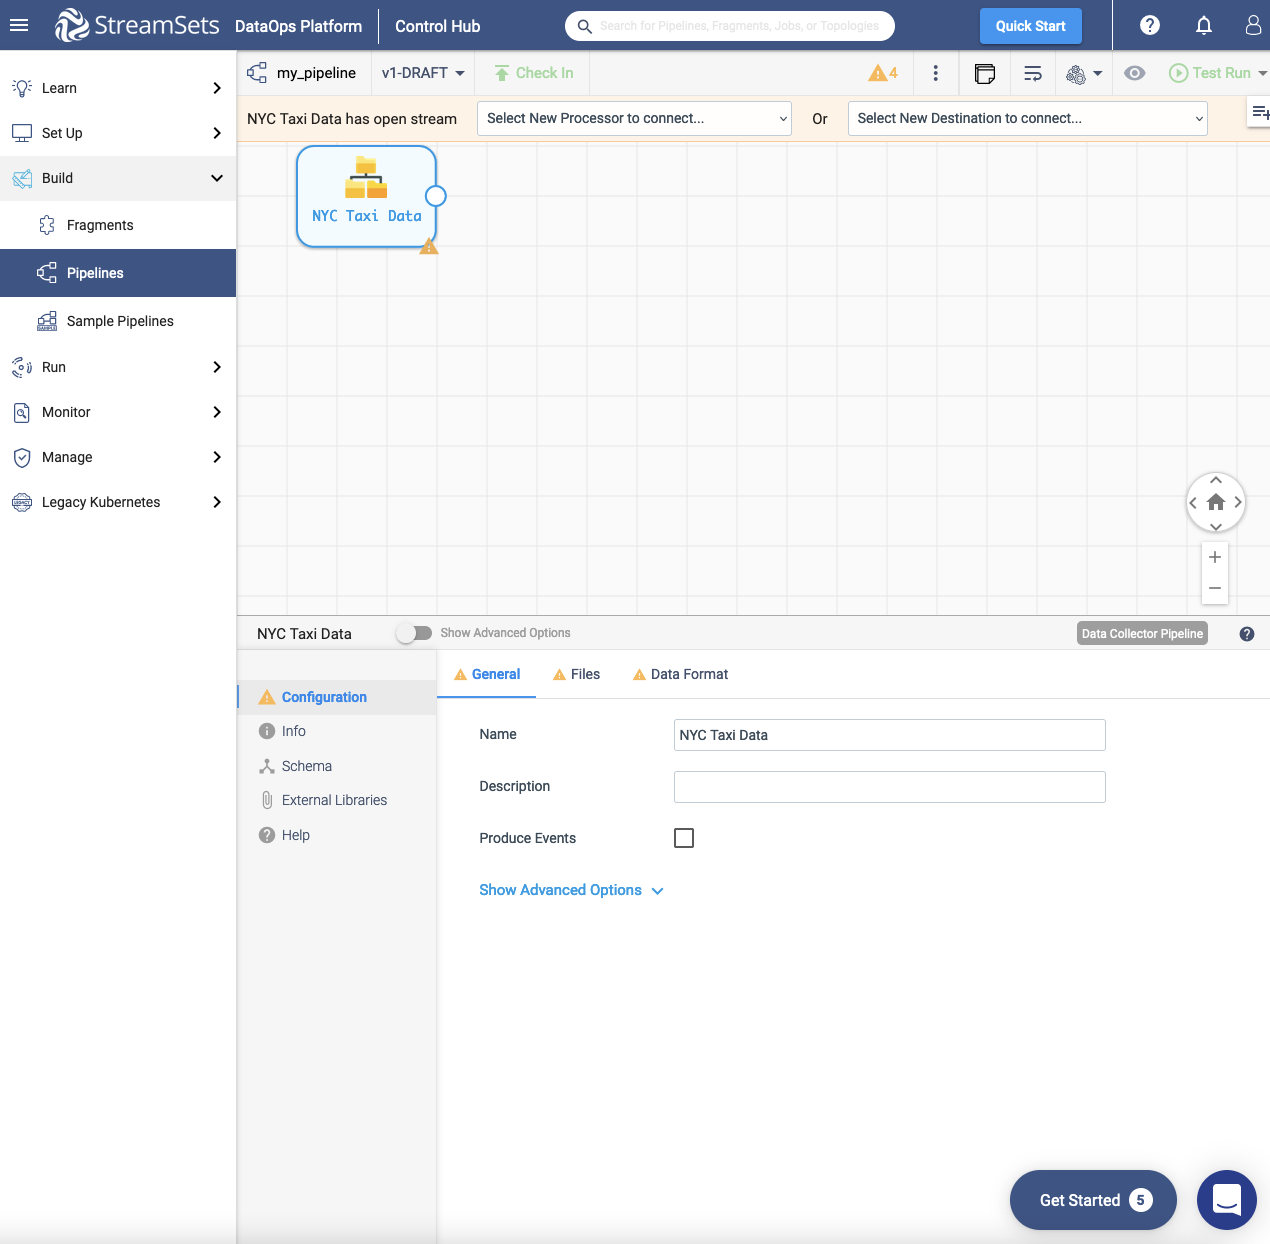 StreamSets DataOps Platform Control Hub
Search for Pipelines, Fragments, Jobs, or Topologies
Quick Start
Learn
Set Up
Build
Fragments
Pipelines
Sample Pipelines
Run
Monitor
Manage
Legacy Kubernetes
my_pipeline v1-DRAFT Check In 4 Test Run
NYC Taxi Data has open stream Select New Processor to connect... Or Select New Destination to connect...
NYC Taxi Data
NYC Taxi Data Show Advanced Options Data Collector Pipeline
Configuration
Info
Schema
External Libraries
Help
General Files Data Format
Name NYC Taxi Data
Description
Produce Events
Show Advanced Options
Get Started 5